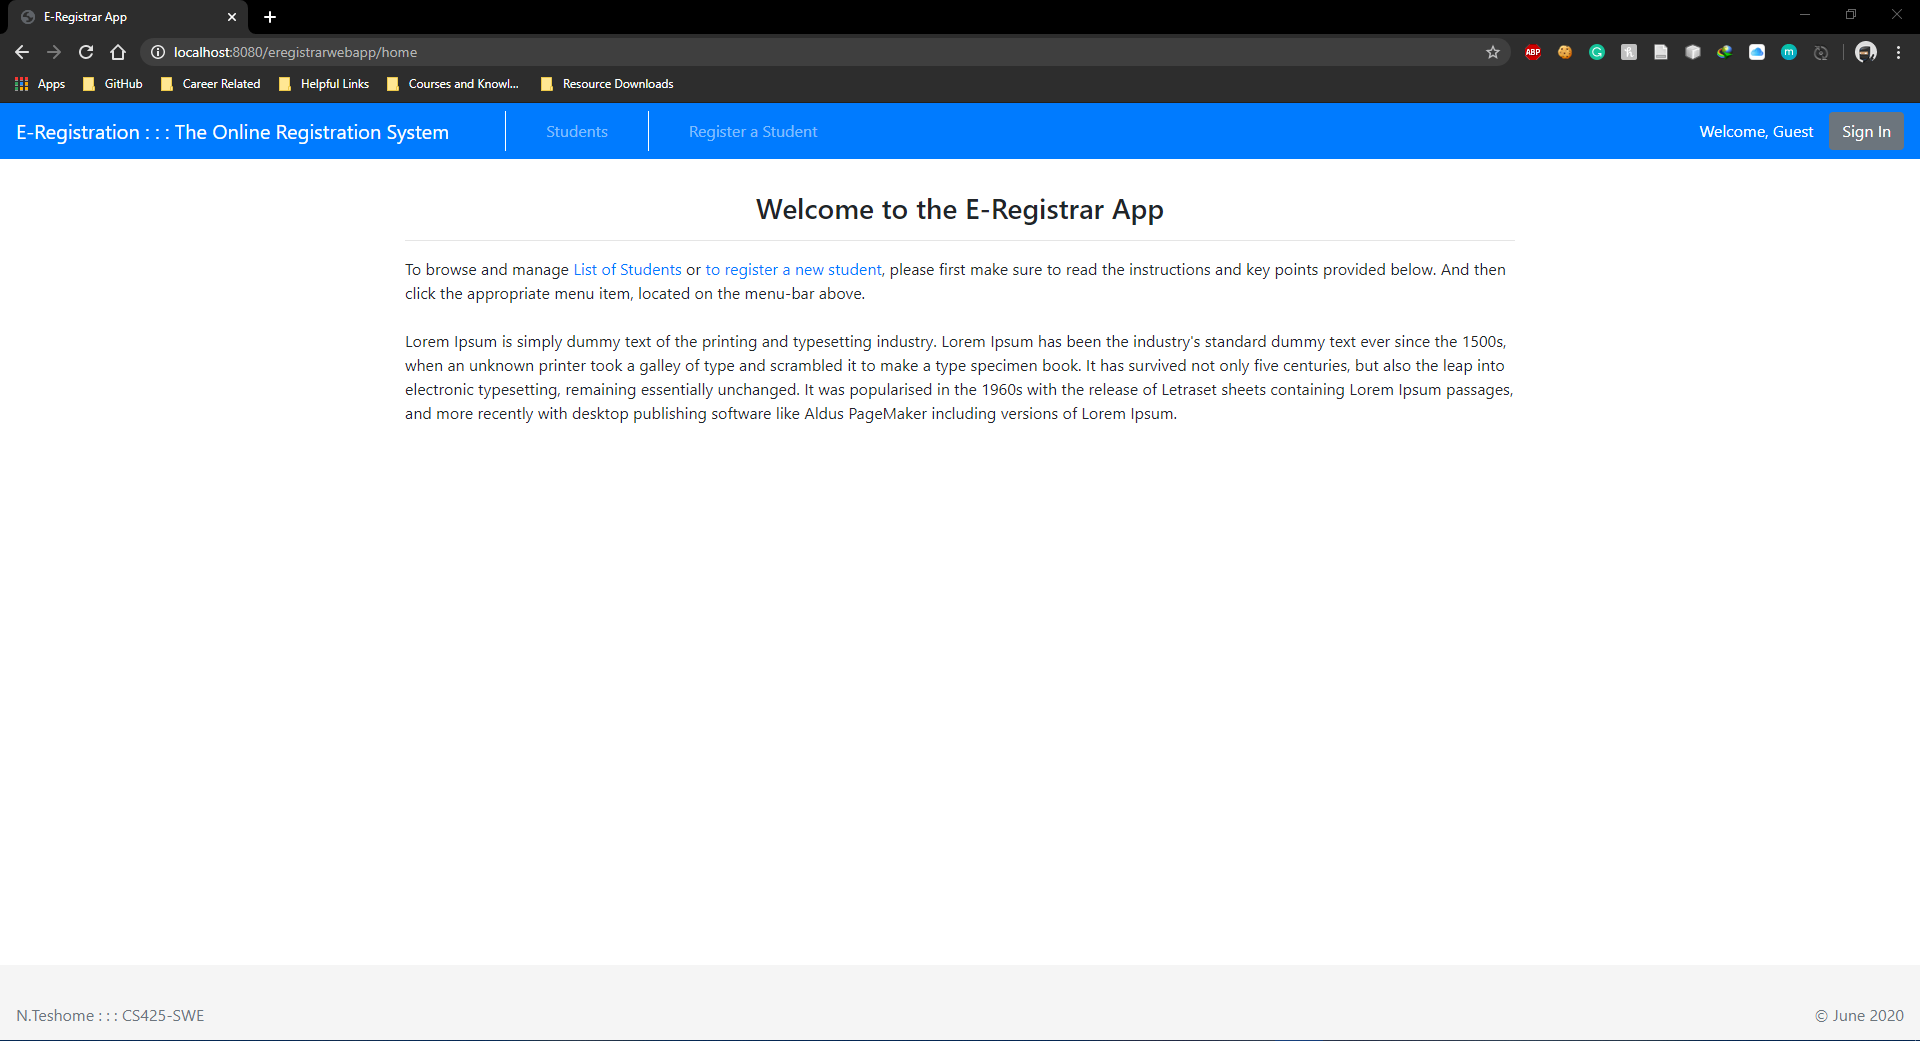 E-Registrar App
localhost:8080/eregistrarwebapp/home
ABP
G
m
Apps GitHub Career Related Helpful Links Courses and Knowl... Resource Downloads
E-Registration : : : The Online Registration System Students Register a Student Welcome, Guest Sign In
Welcome to the E-Registrar App
To browse and manage List of Students or to register a new student, please first make sure to read the instructions and key points provided below. And then
click the appropriate menu item, located on the menu-bar above.
Lorem Ipsum is simply dummy text of the printing and typesetting industry. Lorem Ipsum has been the industry's standard dummy text ever since the 1500s,
when an unknown printer took a galley of type and scrambled it to make a type specimen book. It has survived not only five centuries, but also the leap into
electronic typesetting, remaining essentially unchanged. It was popularised in the 1960s with the release of Letraset sheets containing Lorem Ipsum passages,
and more recently with desktop publishing software like Aldus PageMaker including versions of Lorem Ipsum.
N.Teshome : : : CS425-SWE © June 2020